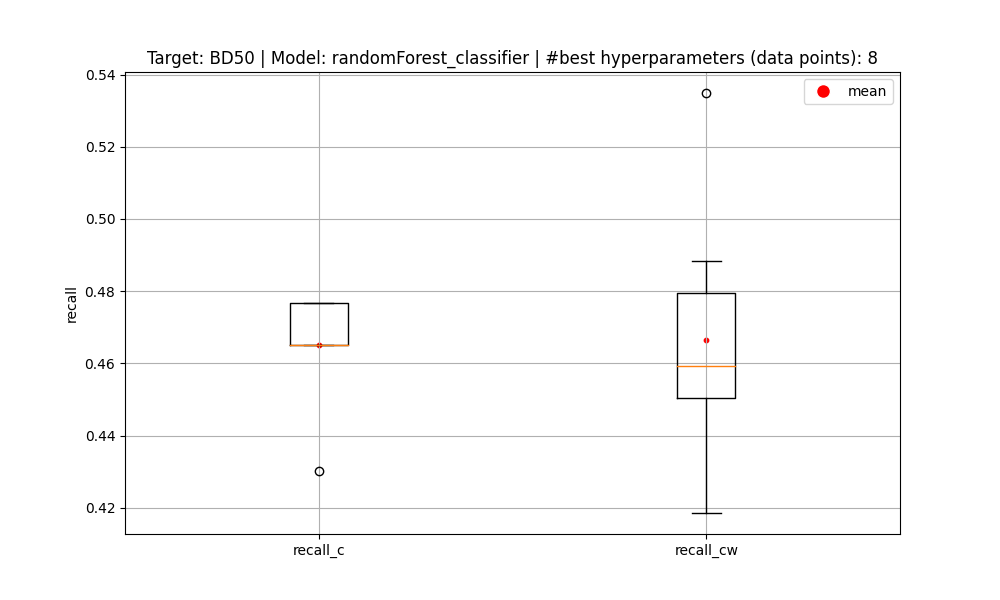 Target: BD50 | Model: randomForest_classifier | #best hyperparameters (data points): 8
mean
0.54
0.52
0.50
0.48
0.46
0.44
0.42
recall
recall_c
recall_cw